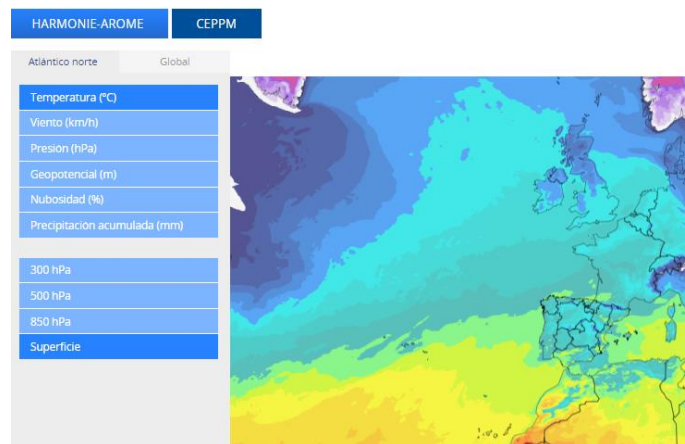 HARMONIE-AROME CEPPM
Atlántico norte Global
Temperatura (ºC)
Viento (km/h)
Presión (hPa)
Geopotencial (m)
Nubosidad (%)
Precipitación acumulada (mm)
300 hPa
500 hPa
850 hPa
Superficie